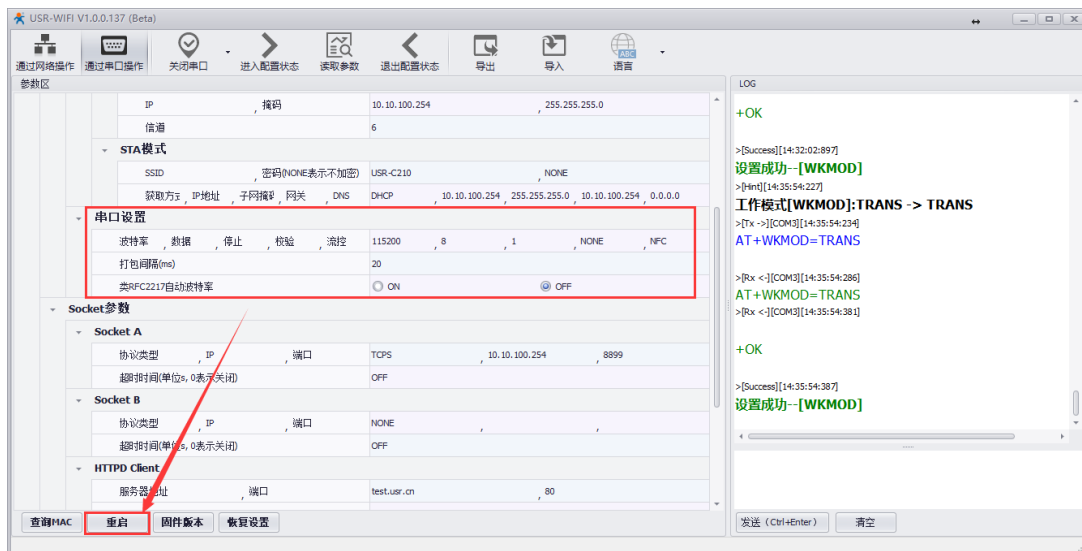 USR-WIFI V1.0.0.137 (Beta)
通过网络操作 通过串口操作 关闭串口 进入配置状态 读取参数 退出配置状态 导出 导入 语言
ABC
参数区
IP , 掩码 10.10.100.254 , 255.255.255.0
信道 6
STA模式
SSID , 密码(NONE表示不加密) USR-C210 , NONE
获取方式 , IP地址 , 子网掩码 , 网关 , DNS DHCP , 10.10.100.254 , 255.255.255.0 , 10.10.100.254 , 0.0.0.0
串口设置
波特率 , 数据 , 停止 , 校验 , 流控 115200 , 8 , 1 , NONE , NFC
打包间隔(ms) 20
类RFC2217自动波特率 ON OFF
Socket参数
Socket A
协议类型 , IP , 端口 TCPS , 10.10.100.254 , 8899
超时时间(单位s, 0表示关闭) OFF
Socket B
协议类型 , IP , 端口 NONE , ,
超时时间(单位s, 0表示关闭) OFF
HTTPD Client
服务器地址 , 端口 test.usr.cn , 80
查询MAC 重启 固件版本 恢复设置
LOG
+OK
>[Success][14:32:02:897]
设置成功--[WKMOD]
>[Hint][14:35:54:227]
工作模式[WKMOD]:TRANS -> TRANS
>[Tx ->][COM3][14:35:54:234]
AT+WKMOD=TRANS
>[Rx <-][COM3][14:35:54:286]
AT+WKMOD=TRANS
>[Rx <-][COM3][14:35:54:381]
+OK
>[Success][14:35:54:387]
设置成功--[WKMOD]
发送 (Ctrl+Enter) 清空